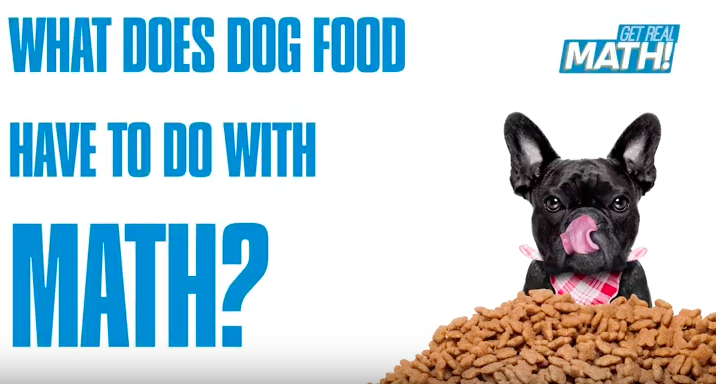 WHAT DOES DOG FOOD
HAVE TO DO WITH
MATH?
GET REAL
MATH!